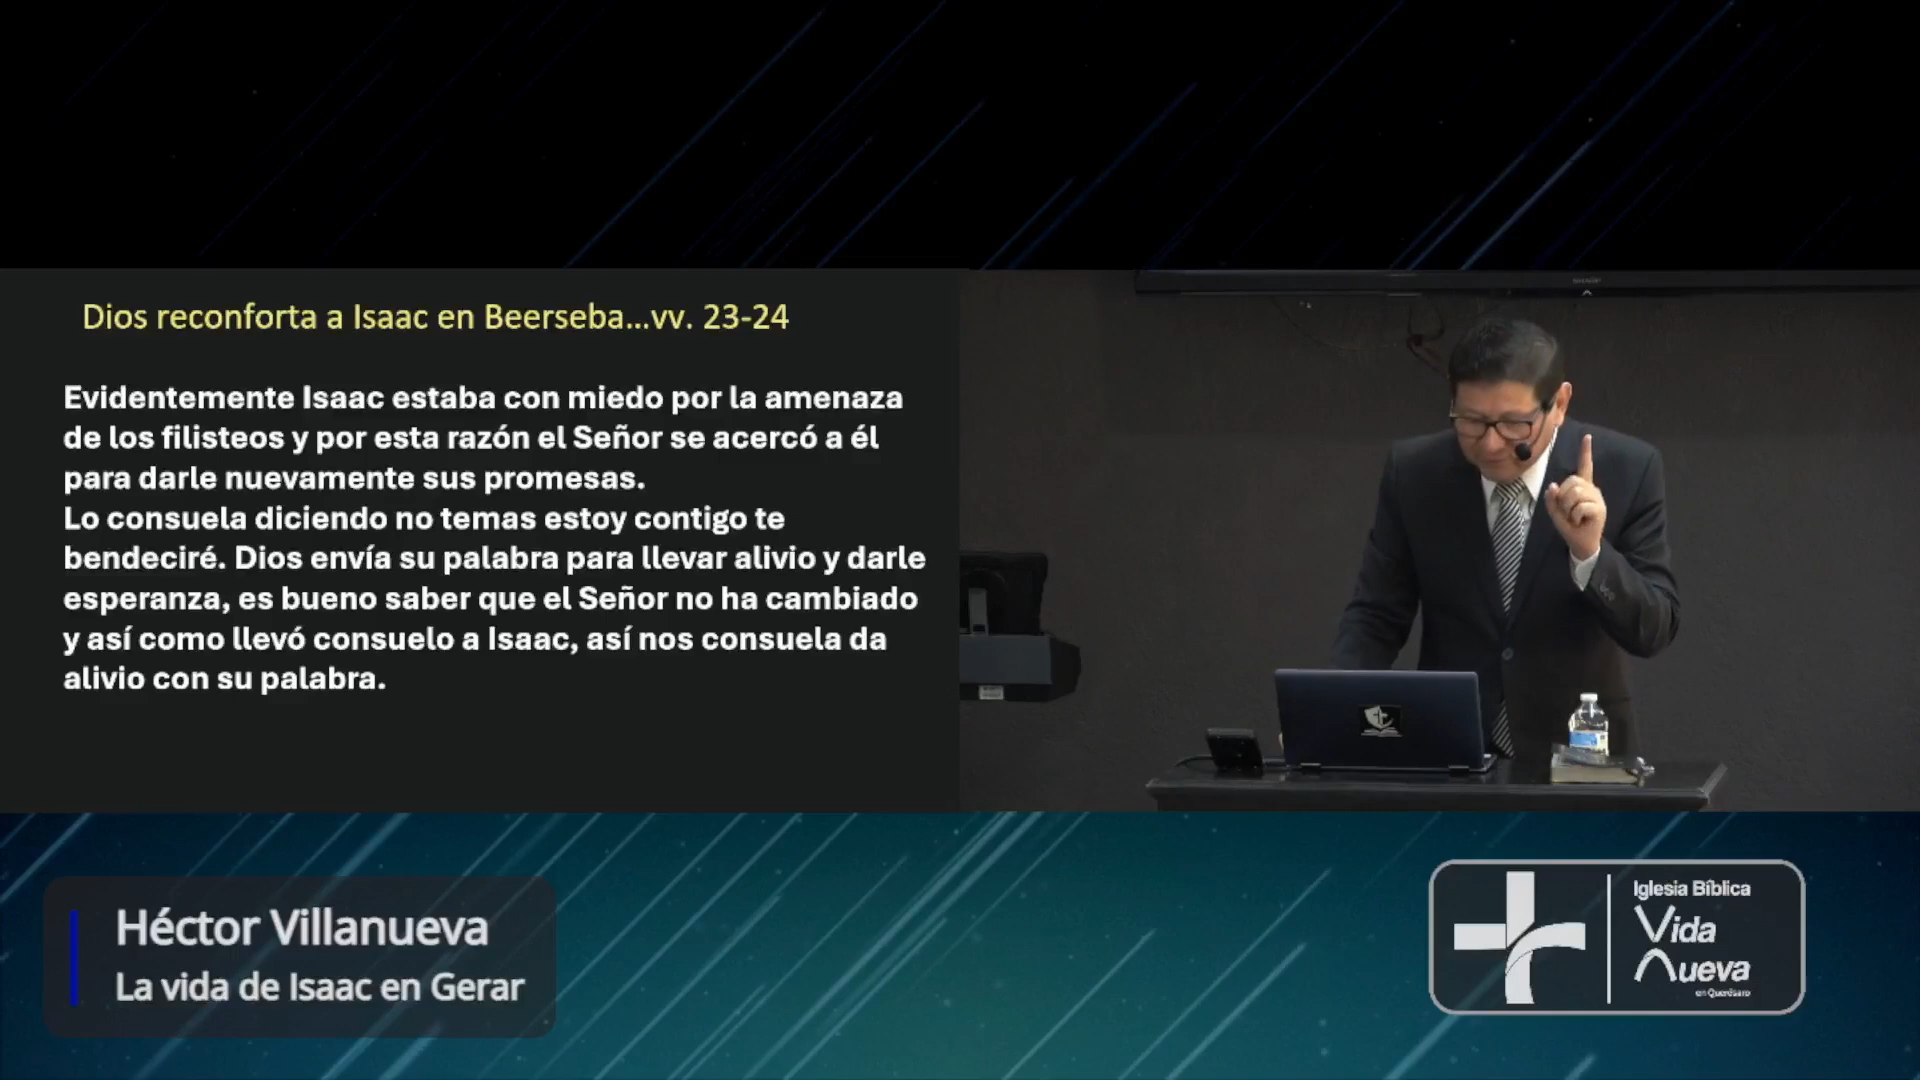 Dios reconforta a Isaac en Beerseba...vv. 23-24
Evidentemente Isaac estaba con miedo por la amenaza
de los filisteos y por esta razón el Señor se acercó a él
para darle nuevamente sus promesas.
Lo consuela diciendo no temas estoy contigo te
bendeciré. Dios envía su palabra para llevar alivio y darle
esperanza, es bueno saber que el Señor no ha cambiado
y así como llevó consuelo a Isaac, así nos consuela da
alivio con su palabra.
Héctor Villanueva
La vida de Isaac en Gerar
Iglesia Bíblica
Vida
Nueva
en Querétaro